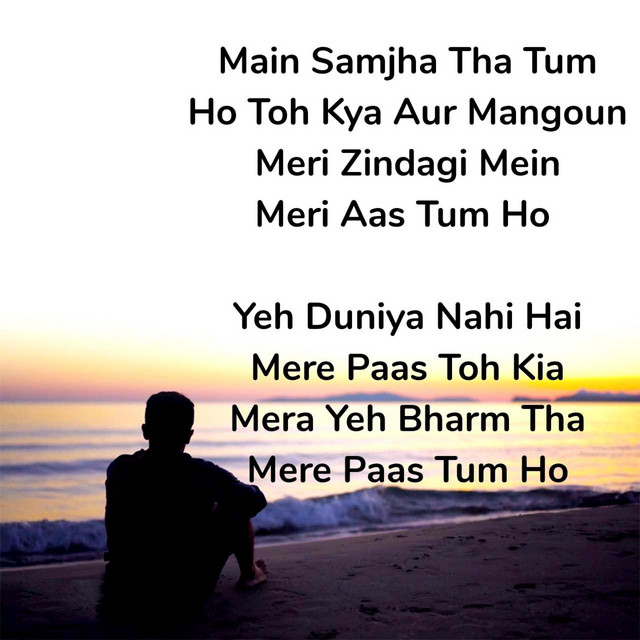 Main Samjha Tha Tum
Ho Toh Kya Aur Mangoun
Meri Zindagi Mein
Meri Aas Tum Ho
Yeh Duniya Nahi Hai
Mere Paas Toh Kia
Mera Yeh Bharm Tha
Mere Paas Tum Ho